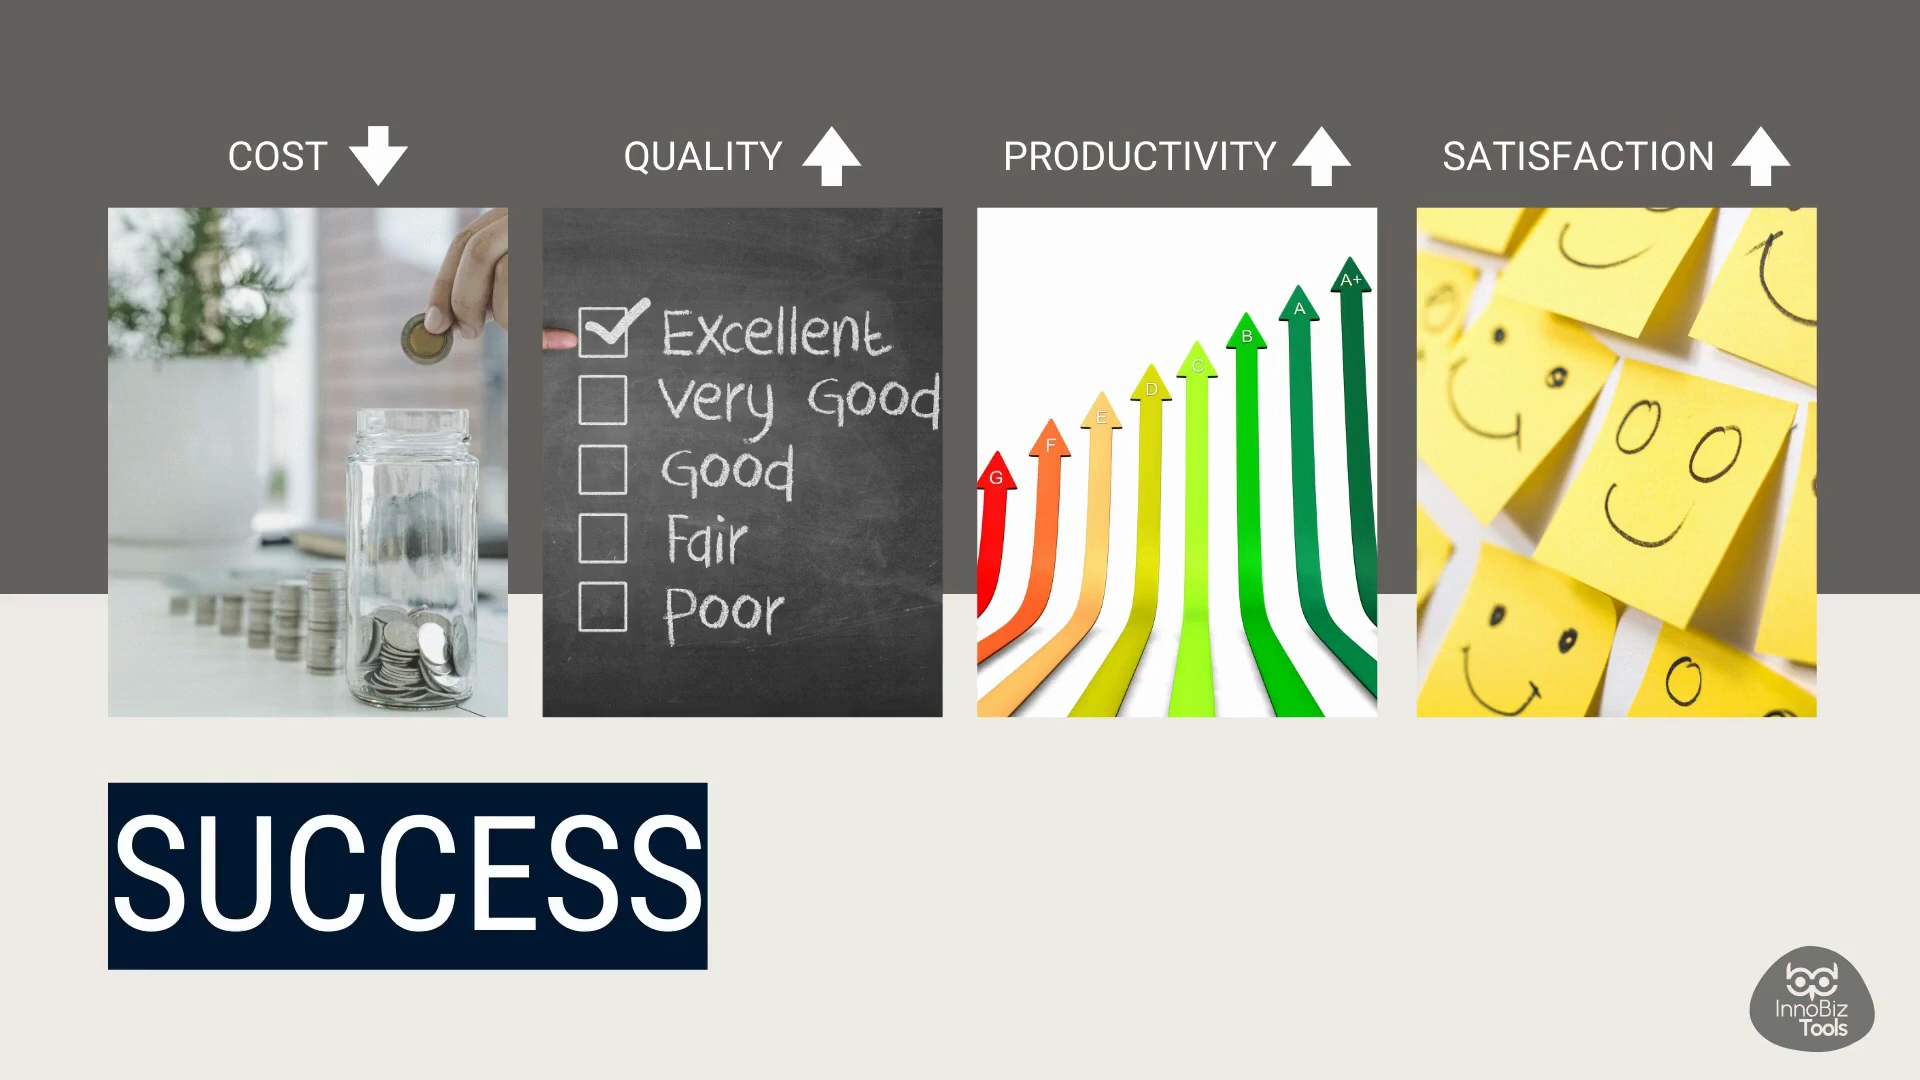 COST
QUALITY
PRODUCTIVITY
SATISFACTION
Excellent
Very Good
Good
Fair
Poor
G
F
E
D
C
B
A
A+
SUCCESS
InnoBiz
Tools